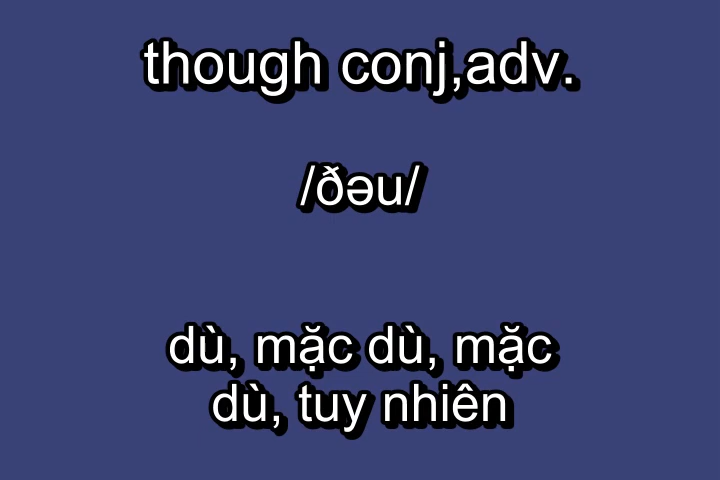 though conj,adv.
/ðəu/
dù, mặc dù, mặc
dù, tuy nhiên